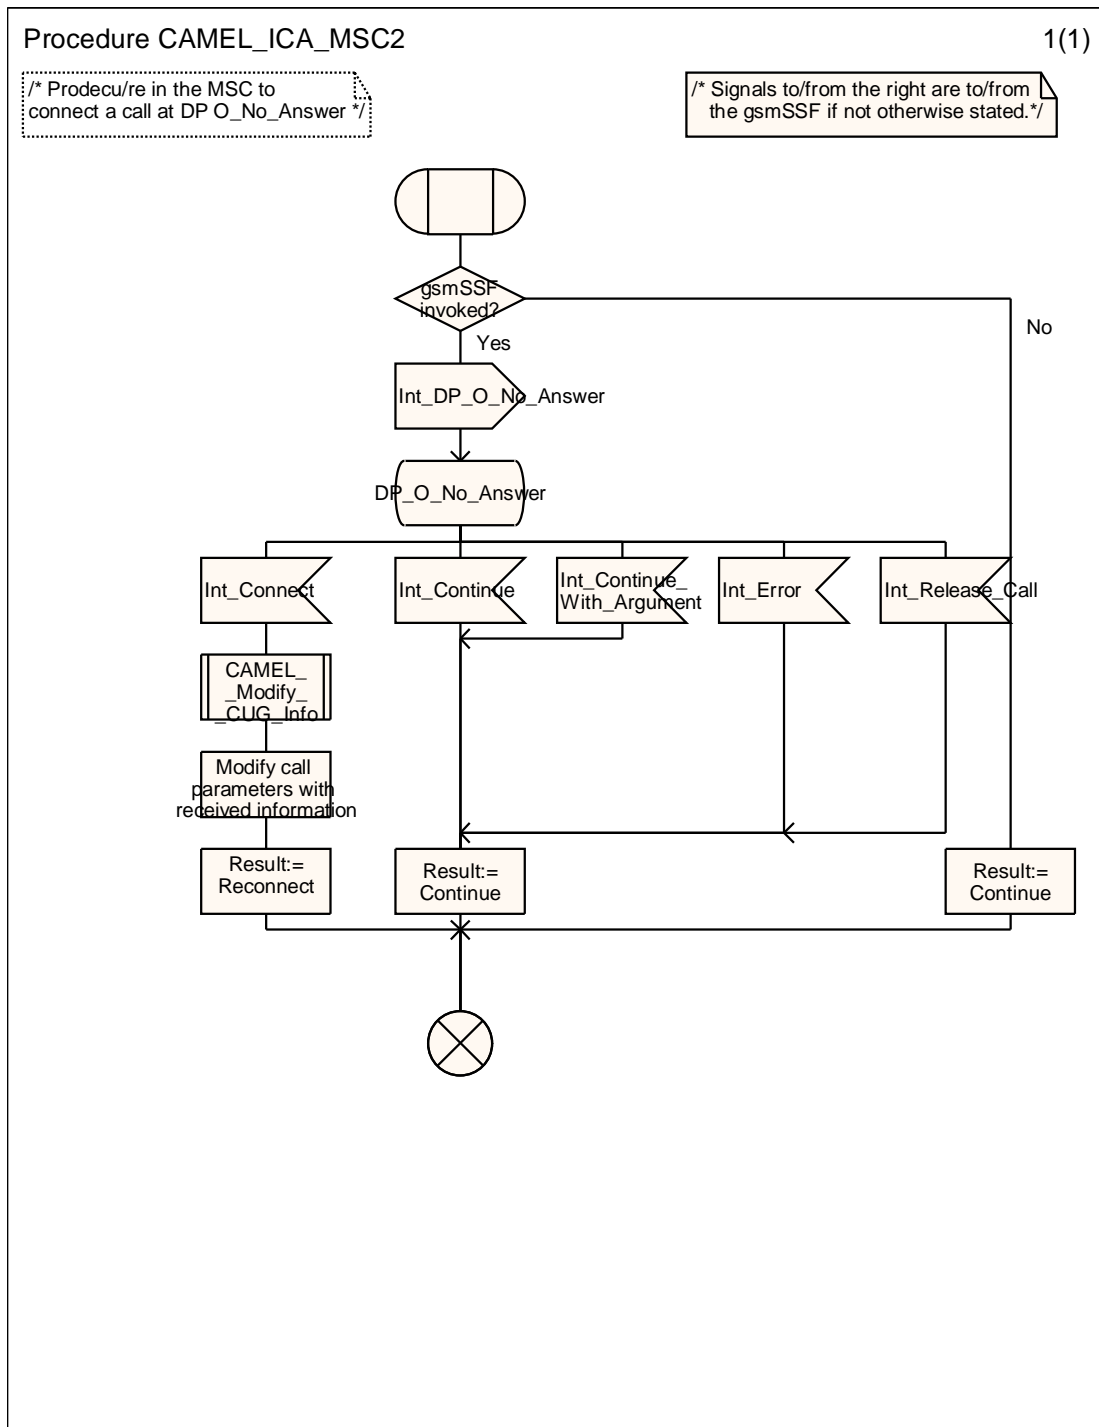 Procedure CAMEL_ICA_MSC2
1(1)
/* Prodecu/re in the MSC to
connect a call at DP O_No_Answer */
/* Signals to/from the right are to/from
the gsmSSF if not otherwise stated.*/
gsmSSF
invoked?
No
Yes
Int_DP_O_No_Answer
DP_O_No_Answer
Int_Connect
Int_Continue
Int_Continue_
With_Argument
Int_Error
Int_Release_Call
CAMEL_
_Modify_
_CUG_Info
Modify call
parameters with
received information
Result:=
Reconnect
Result:=
Continue
Result:=
Continue